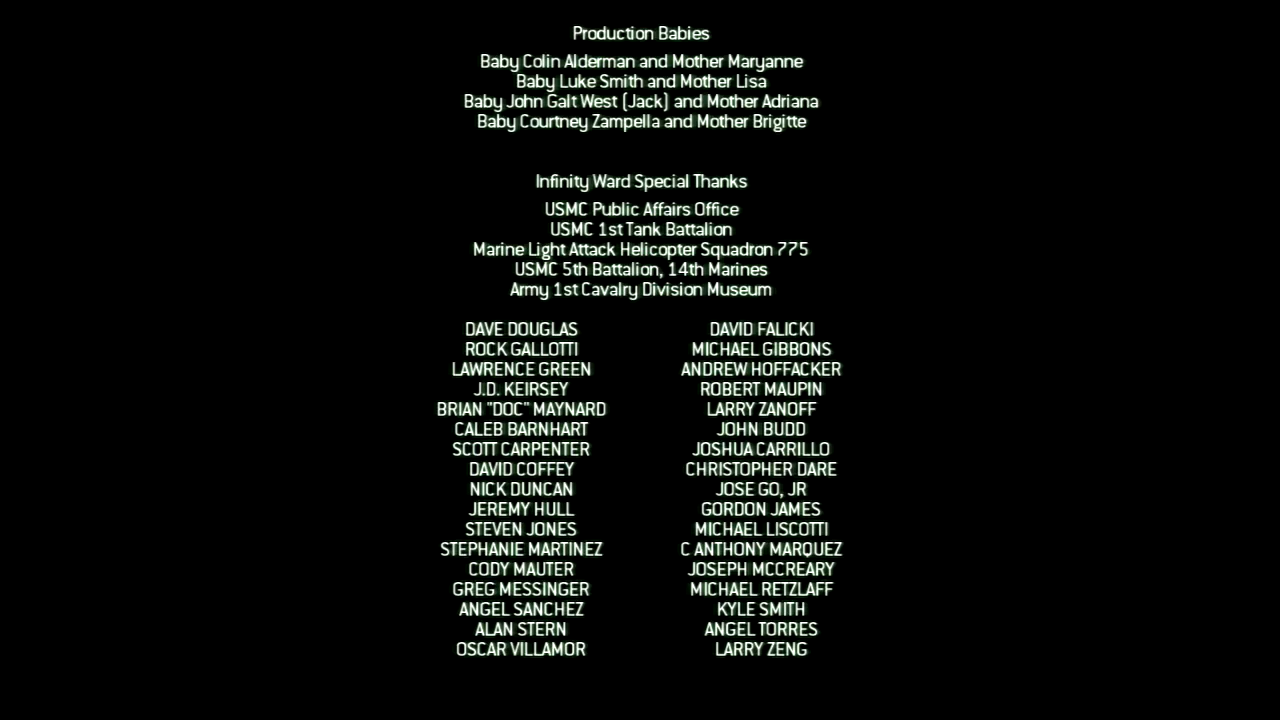 Production Babies
Baby Colin Alderman and Mother Maryanne
Baby Luke Smith and Mother Lisa
Baby John Galt West (Jack) and Mother Adriana
Baby Courtney Zampella and Mother Brigitte
Infinity Ward Special Thanks
USMC Public Affairs Office
USMC 1st Tank Battalion
Marine Light Attack Helicopter Squadron 775
USMC 5th Battalion, 14th Marines
Army 1st Cavalry Division Museum
DAVE DOUGLAS DAVID FALICKI
ROCK GALLOTTI MICHAEL GIBBONS
LAWRENCE GREEN ANDREW HOFFACKER
J.D. KEIRSEY ROBERT MAUPIN
BRIAN "DOC" MAYNARD LARRY ZANOFF
CALEB BARNHART JOHN BUDD
SCOTT CARPENTER JOSHUA CARRILLO
DAVID COFFEY CHRISTOPHER DARE
NICK DUNCAN JOSE GO, JR
JEREMY HULL GORDON JAMES
STEVEN JONES MICHAEL LISCOTTI
STEPHANIE MARTINEZ C ANTHONY MARQUEZ
CODY MAUTER JOSEPH MCCREARY
GREG MESSINGER MICHAEL RETZLAFF
ANGEL SANCHEZ KYLE SMITH
ALAN STERN ANGEL TORRES
OSCAR VILLAMOR LARRY ZENG